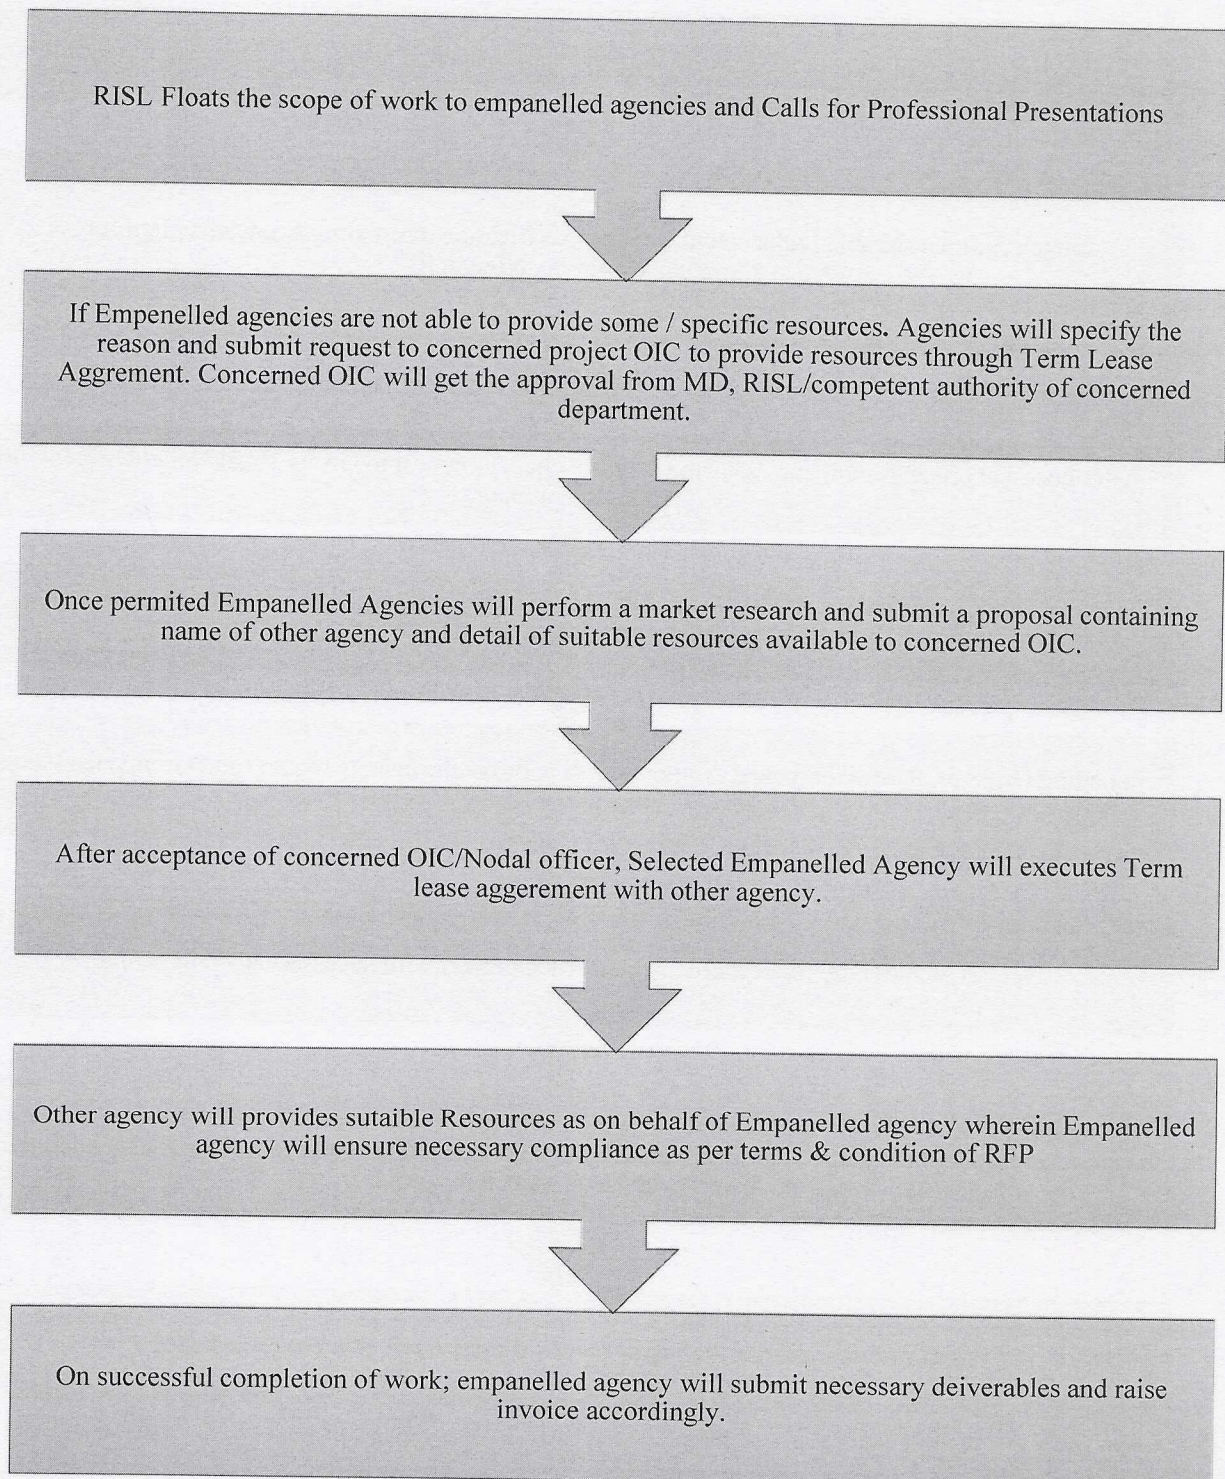 RISL Floats the scope of work to empanelled agencies and Calls for Professional Presentations
If Empenelled agencies are not able to provide some / specific resources. Agencies will specify the
reason and submit request to concerned project OIC to provide resources through Term Lease
Aggrement. Concerned OIC will get the approval from MD, RISL/competent authority of concerned
department.
Once permited Empanelled Agencies will perform a market research and submit a proposal containing
name of other agency and detail of suitable resources available to concerned OIC.
After acceptance of concerned OIC/Nodal officer, Selected Empanelled Agency will executes Term
lease aggerement with other agency.
Other agency will provides sutaible Resources as on behalf of Empanelled agency wherein Empanelled
agency will ensure necessary compliance as per terms & condition of RFP
On successful completion of work; empanelled agency will submit necessary deiverables and raise
invoice accordingly.